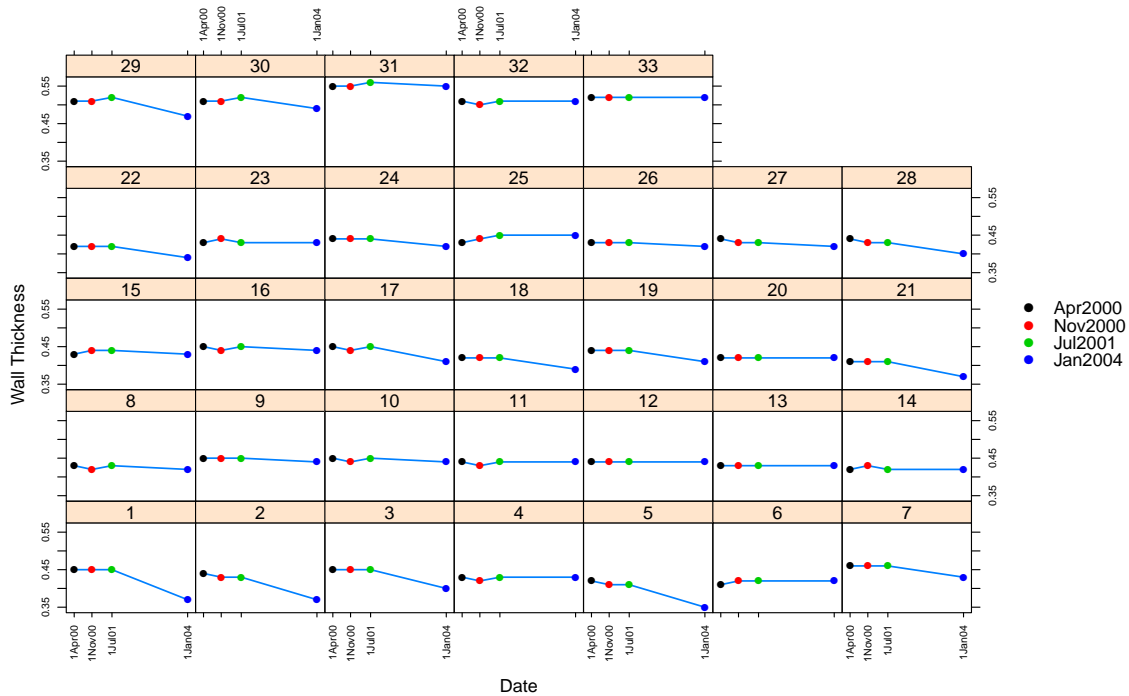 1Apr00 1Nov00 1Jul01 1Jan04 1Apr00 1Nov00 1Jul01 1Jan04
29 30 31 32 33
0.35 0.45 0.55
22 23 24 25 26 27 28
0.35 0.45 0.55
15 16 17 18 19 20 21
0.35 0.45 0.55
8 9 10 11 12 13 14
0.35 0.45 0.55
1 2 3 4 5 6 7
0.35 0.45 0.55
1Apr00 1Nov00 1Jul01 1Jan04 1Apr00 1Nov00 1Jul01 1Jan04 1Apr00 1Nov00 1Jul01 1Jan04 1Apr00 1Nov00 1Jul01 1Jan04
Wall Thickness
Date
Apr2000
Nov2000
Jul2001
Jan2004